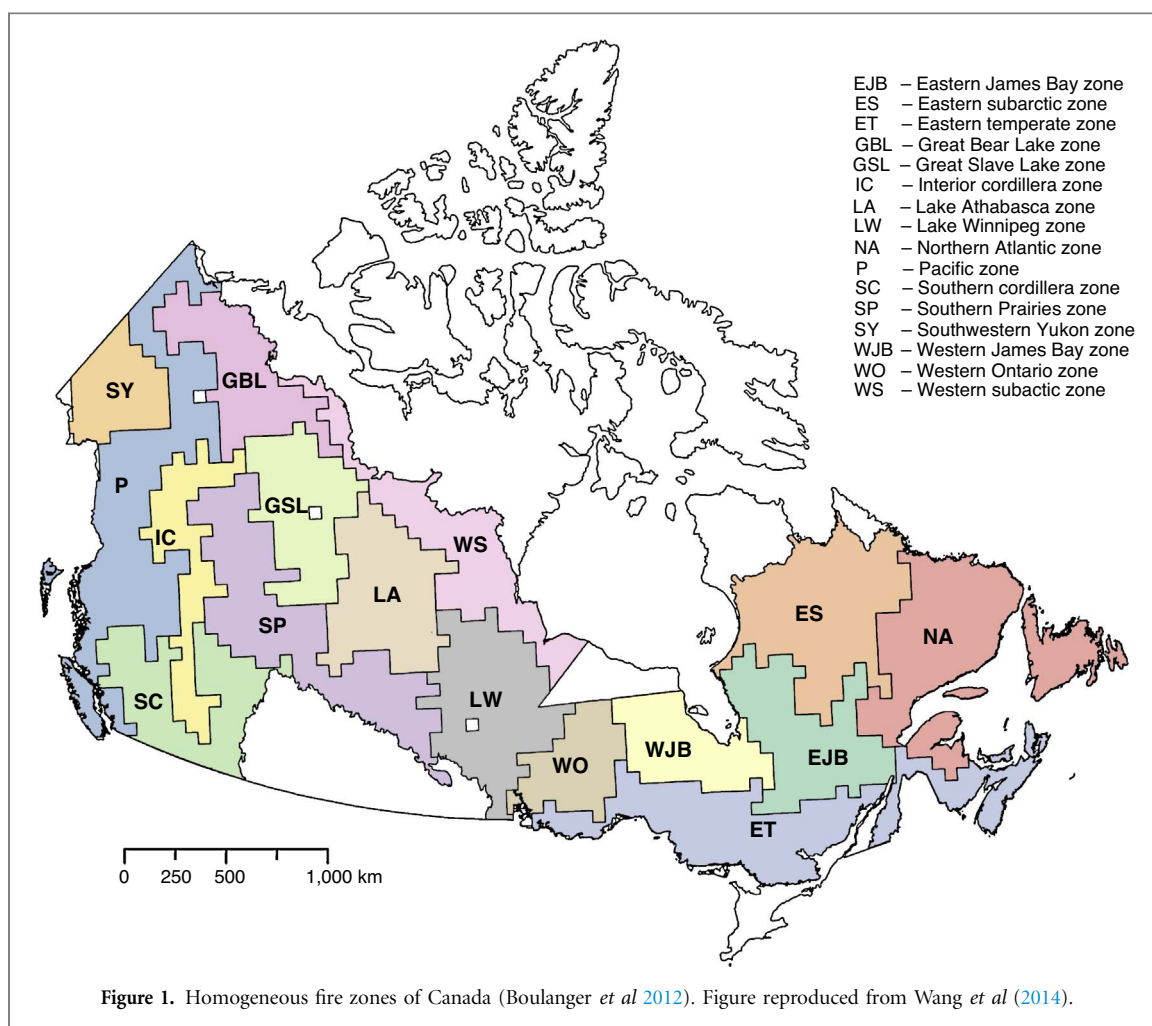 EJB – Eastern James Bay zone
ES – Eastern subarctic zone
ET – Eastern temperate zone
GBL – Great Bear Lake zone
GSL – Great Slave Lake zone
IC – Interior cordillera zone
LA – Lake Athabasca zone
LW – Lake Winnipeg zone
NA – Northern Atlantic zone
P – Pacific zone
SC – Southern cordillera zone
SP – Southern Prairies zone
SY – Southwestern Yukon zone
WJB – Western James Bay zone
WO – Western Ontario zone
WS – Western subactic zone
SY
GBL
P
GSL
IC
WS
LA
ES
SP
NA
SC
LW
WJB
WO
EJB
ET
0 250 500 1,000 km
Figure 1. Homogeneous fire zones of Canada (Boulanger et al 2012). Figure reproduced from Wang et al (2014).